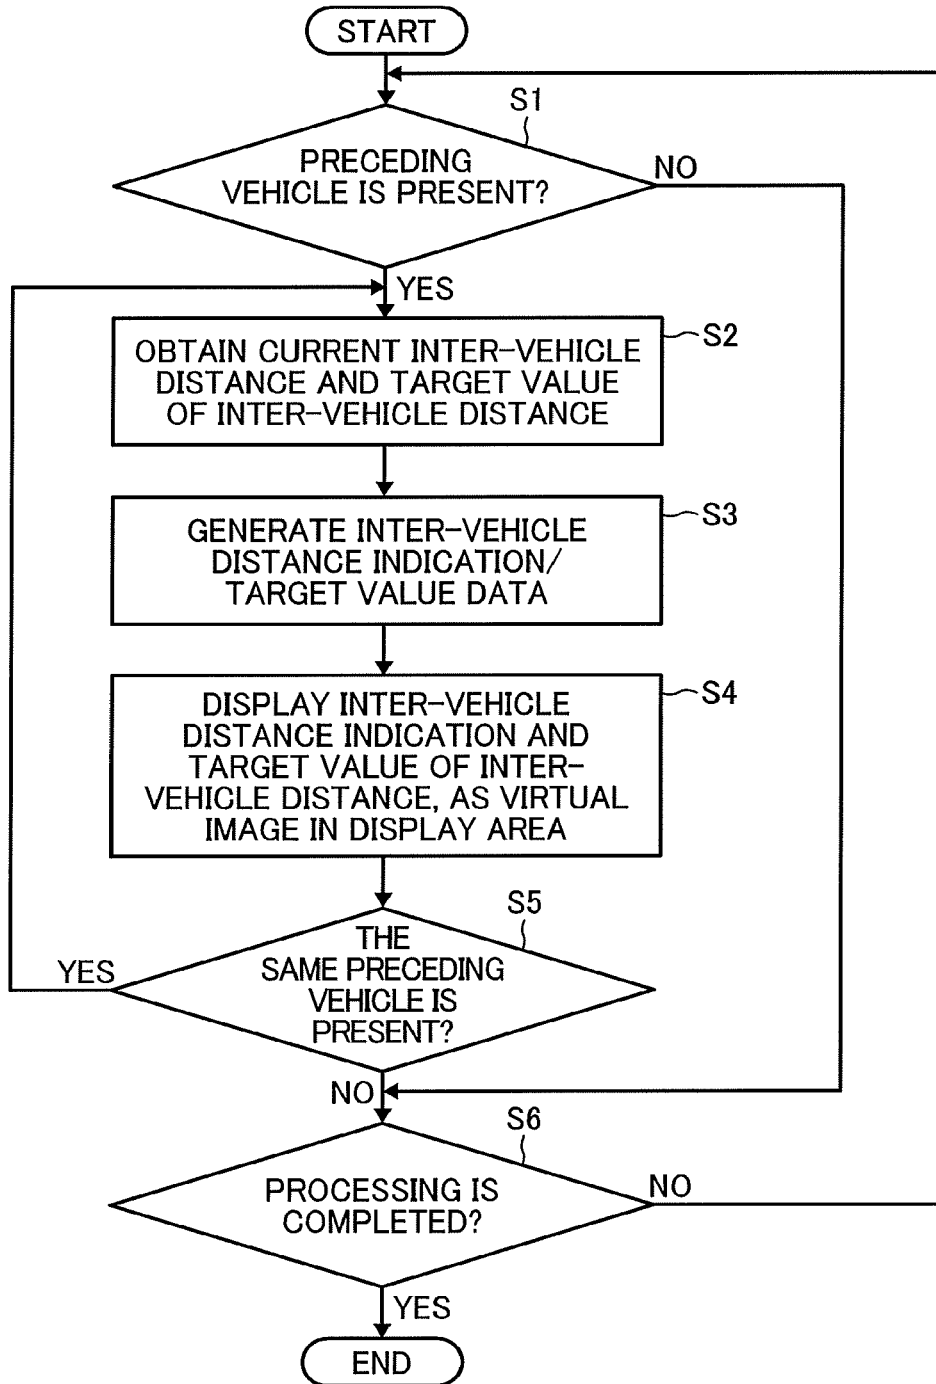 START
S1
PRECEDING
VEHICLE IS PRESENT?
NO
YES
S2
OBTAIN CURRENT INTER-VEHICLE
DISTANCE AND TARGET VALUE
OF INTER-VEHICLE DISTANCE
S3
GENERATE INTER-VEHICLE
DISTANCE INDICATION/
TARGET VALUE DATA
S4
DISPLAY INTER-VEHICLE
DISTANCE INDICATION AND
TARGET VALUE OF INTER-
VEHICLE DISTANCE, AS VIRTUAL
IMAGE IN DISPLAY AREA
S5
THE
SAME PRECEDING
VEHICLE IS
PRESENT?
YES
NO
S6
PROCESSING IS
COMPLETED?
NO
YES
END